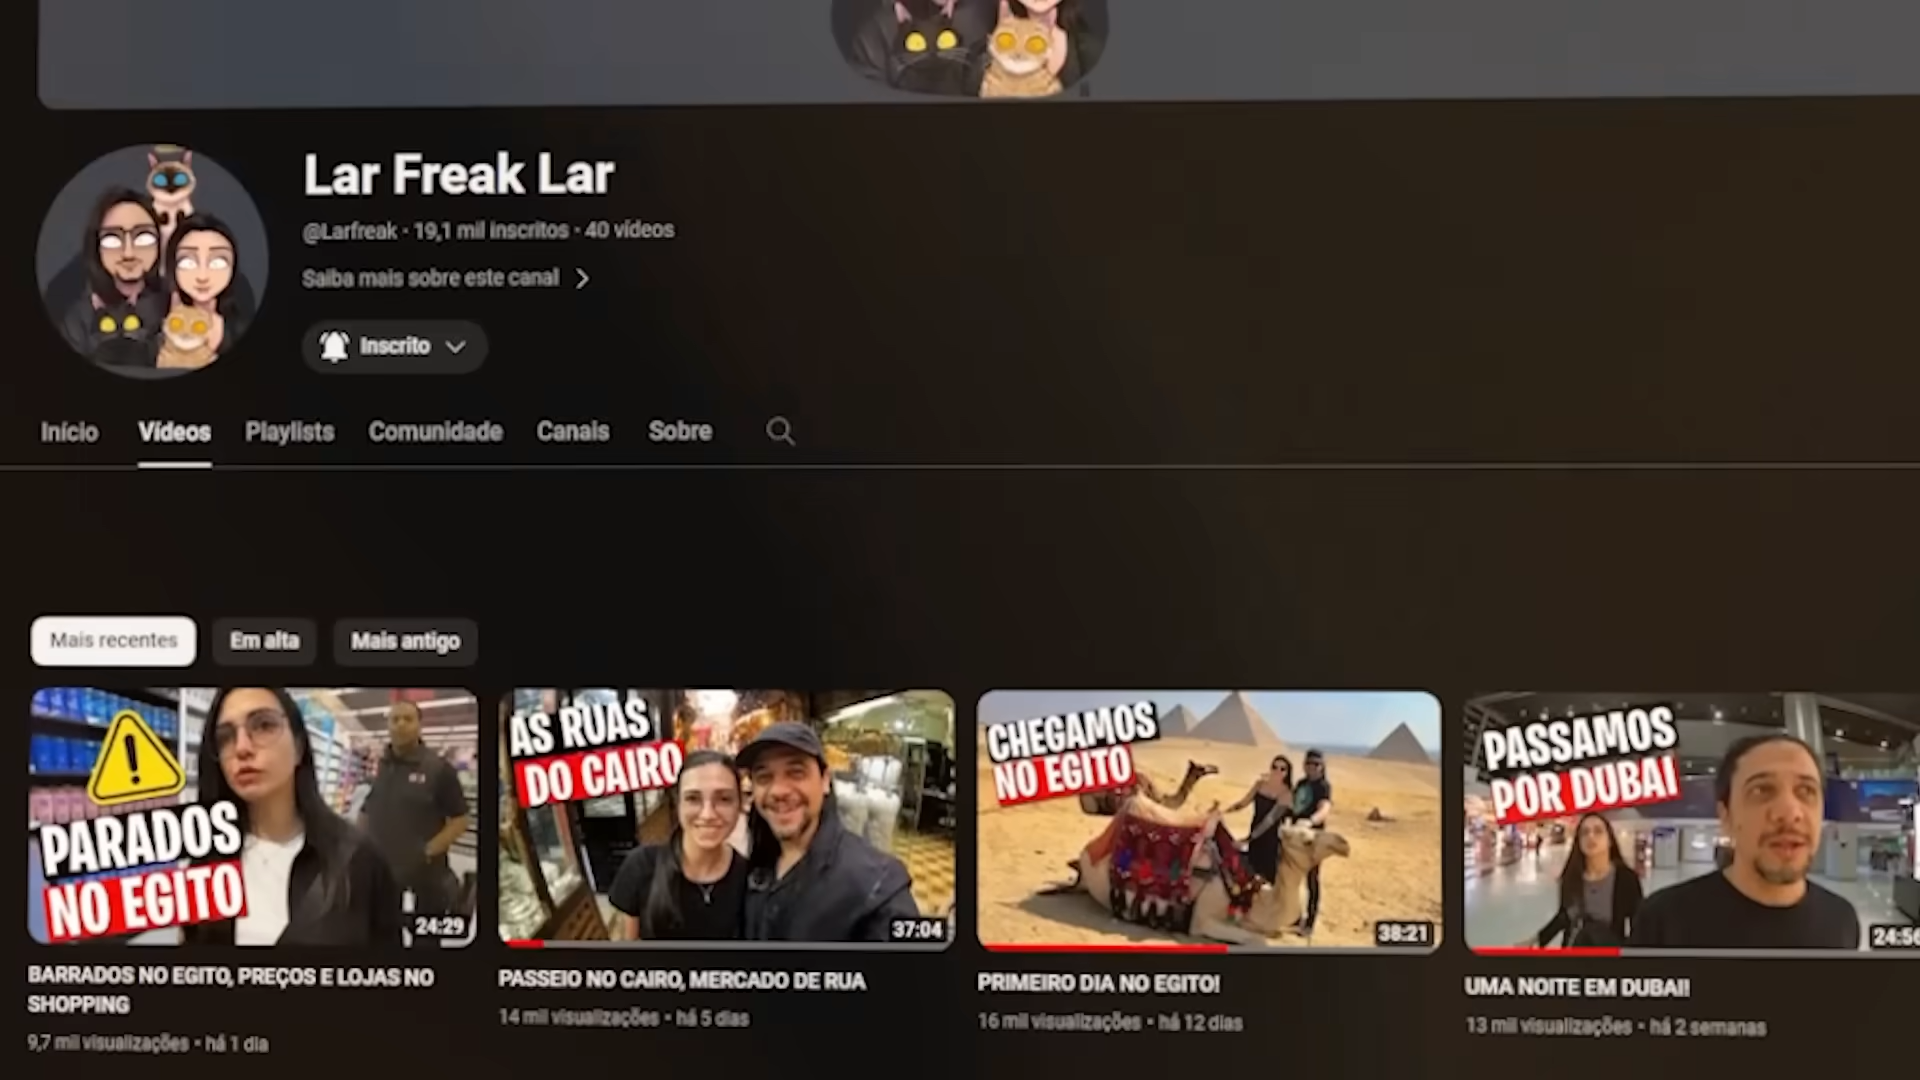 Lar Freak Lar
@Larfreak · 19,1 mil inscritos · 40 vídeos
Saiba mais sobre este canal
Inscrito
Início Vídeos Playlists Comunidade Canais Sobre
Mais recentes Em alta Mais antigo
PARADOS
NO EGITO
24:29
AS RUAS
DO CAIRO
37:04
CHEGAMOS
NO EGITO
38:21
PASSAMOS
POR DUBAI
24:56
BARRADOS NO EGITO, PREÇOS E LOJAS NO
SHOPPING
9,7 mil visualizações · há 1 dia
PASSEIO NO CAIRO, MERCADO DE RUA
14 mil visualizações · há 5 dias
PRIMEIRO DIA NO EGITO!
16 mil visualizações · há 12 dias
UMA NOITE EM DUBAI!
13 mil visualizações · há 2 semanas